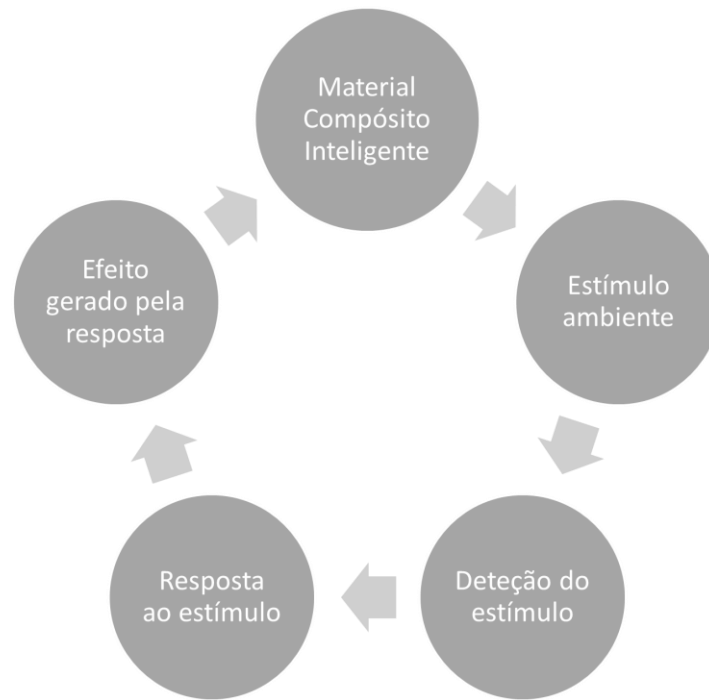 Material
Compósito
Inteligente
Estímulo
ambiente
Deteção do
estímulo
Resposta
ao estímulo
Efeito
gerado pela
resposta